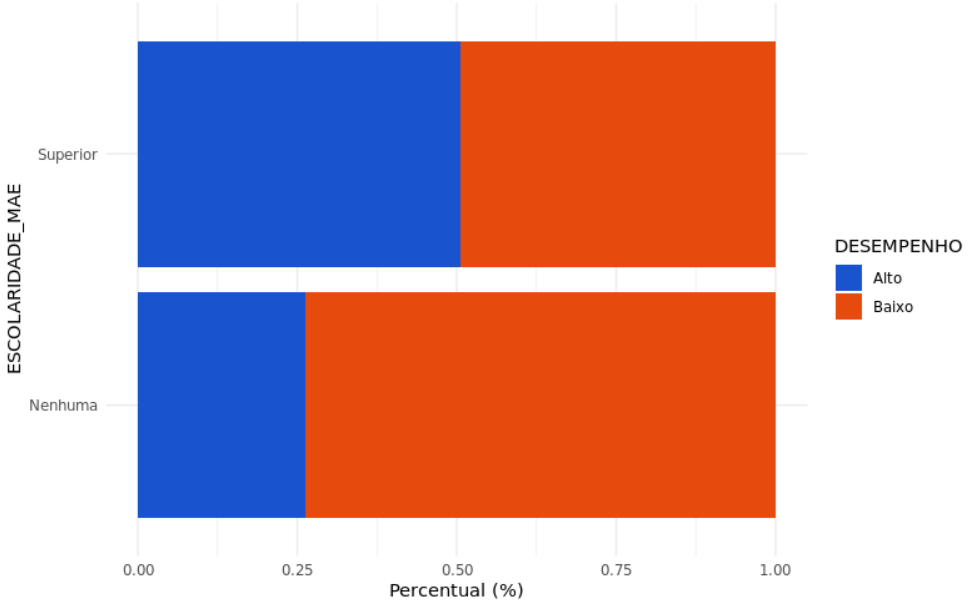 ESCOLARIDADE_MAE
Superior
Nenhuma
0.00
0.25
0.50
0.75
1.00
Percentual (%)
DESEMPENHO
Alto
Baixo